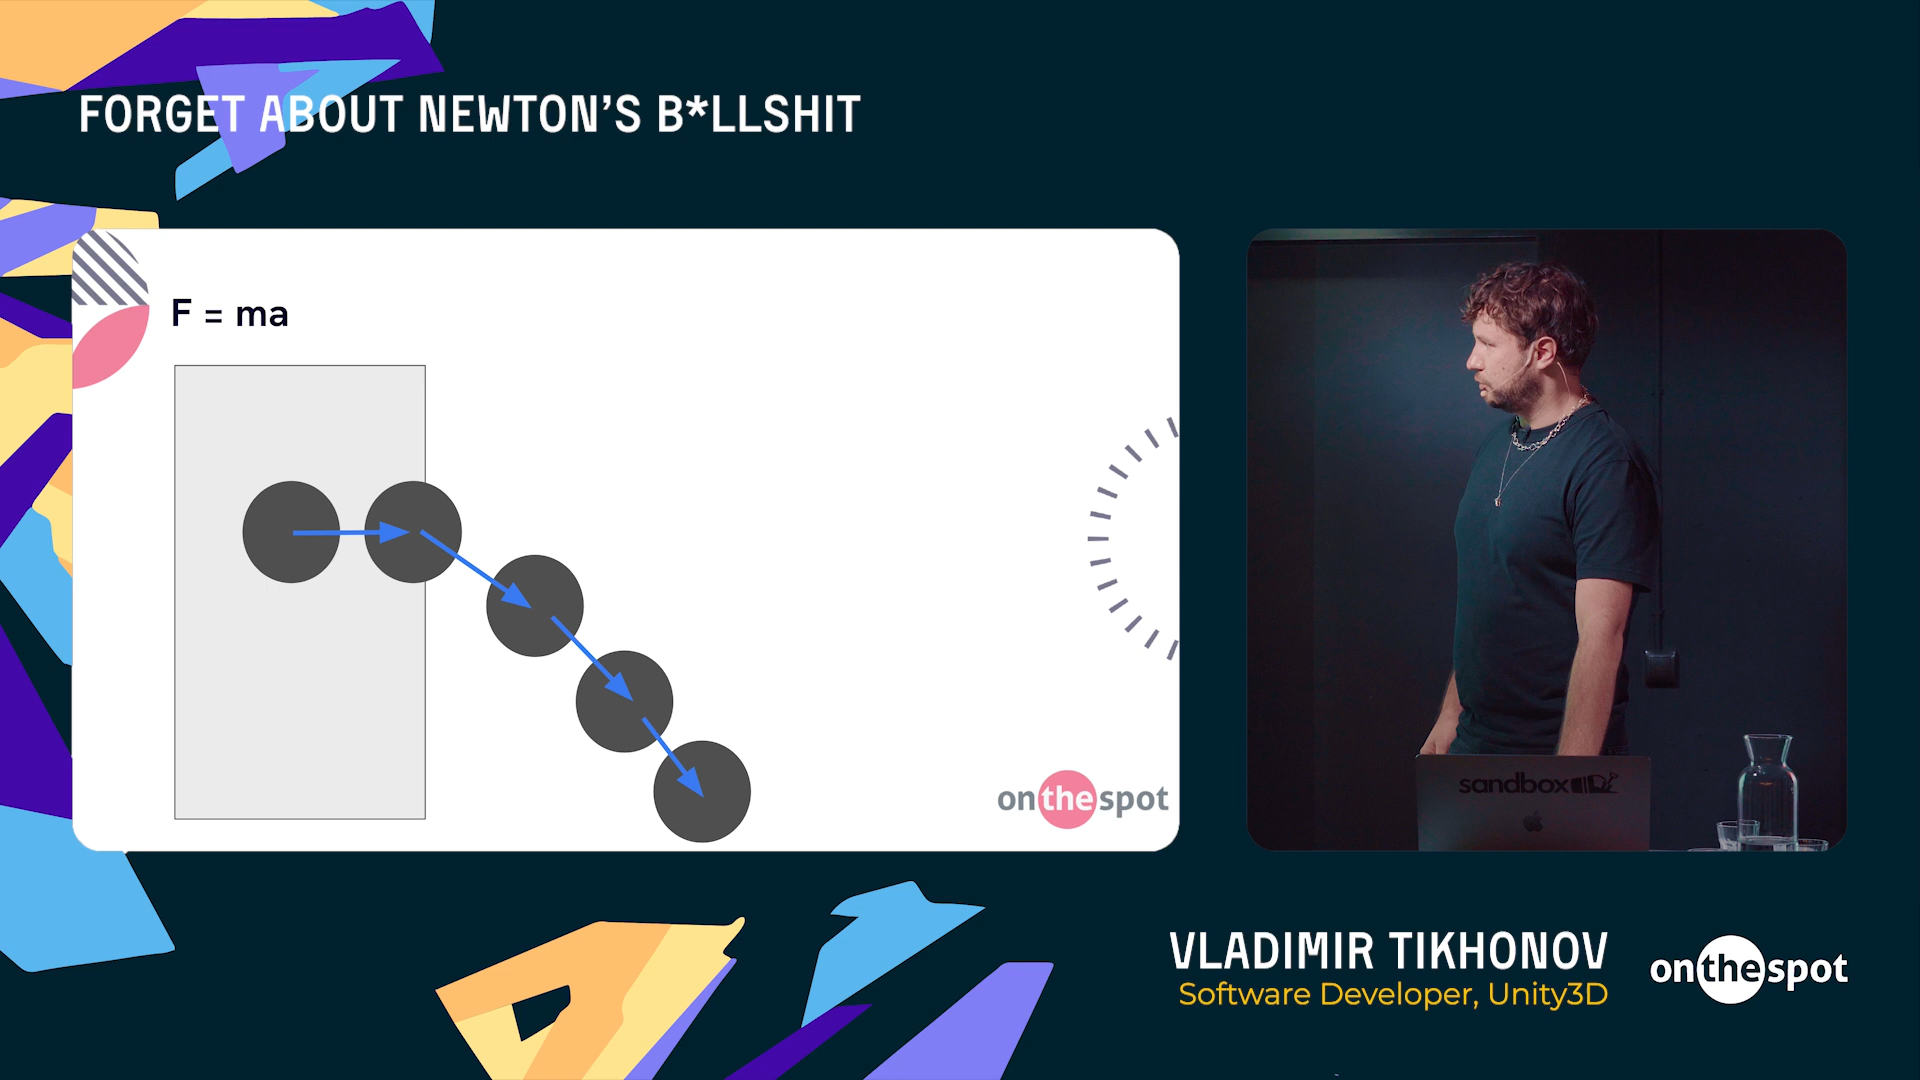 FORGET ABOUT NEWTON’S B*LLSHIT
F = ma
onthespot
sandbox
VLADIMIR TIKHONOV
Software Developer, Unity3D
onthespot